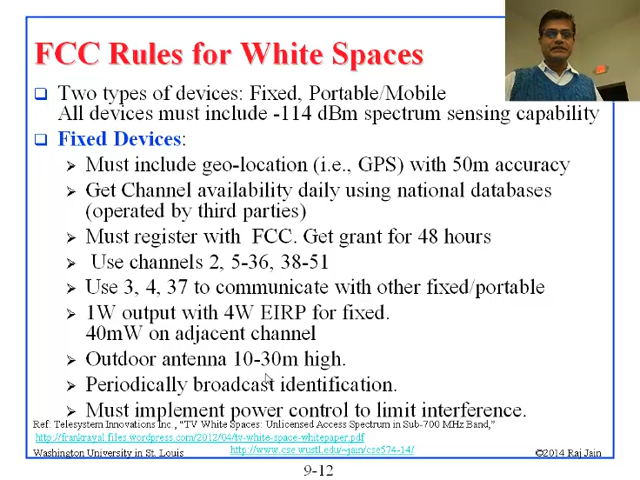 FCC Rules for White Spaces
Two types of devices: Fixed, Portable/Mobile
All devices must include -114 dBm spectrum sensing capability
Fixed Devices:
Must include geo-location (i.e., GPS) with 50m accuracy
Get Channel availability daily using national databases
(operated by third parties)
Must register with FCC. Get grant for 48 hours
Use channels 2, 5-36, 38-51
Use 3, 4, 37 to communicate with other fixed/portable
1W output with 4W EIRP for fixed.
40mW on adjacent channel
Outdoor antenna 10-30m high.
Periodically broadcast identification.
Must implement power control to limit interference.
Ref: Telesystem Innovations Inc., "TV White Spaces: Unlicensed Access Spectrum in Sub-700 MHz Band,"
http://frankrayal.files.wordpress.com/2012/04/tv-white-space-whitepaper.pdf
Washington University in St. Louis
http://www.cse.wustl.edu/~jain/cse574-14/
©2014 Raj Jain
9-12